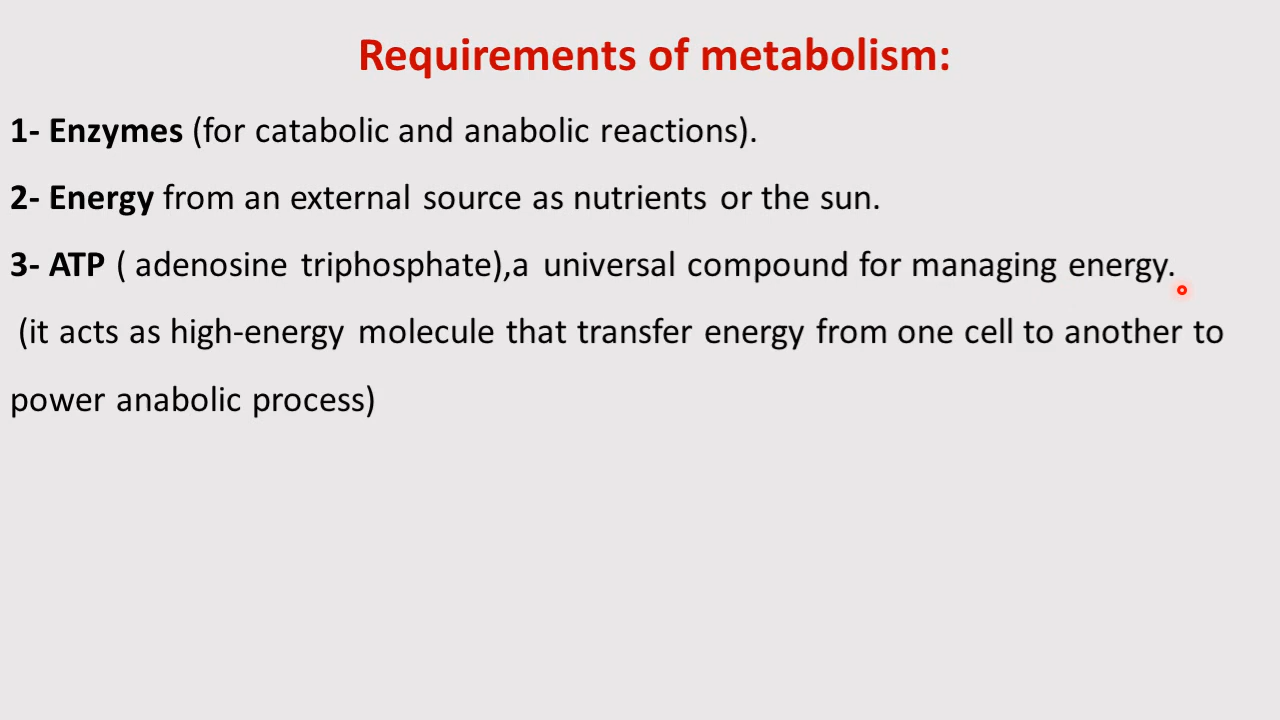 Requirements of metabolism:
1- Enzymes (for catabolic and anabolic reactions).
2- Energy from an external source as nutrients or the sun.
3- ATP ( adenosine triphosphate),a universal compound for managing energy.
(it acts as high-energy molecule that transfer energy from one cell to another to
power anabolic process)